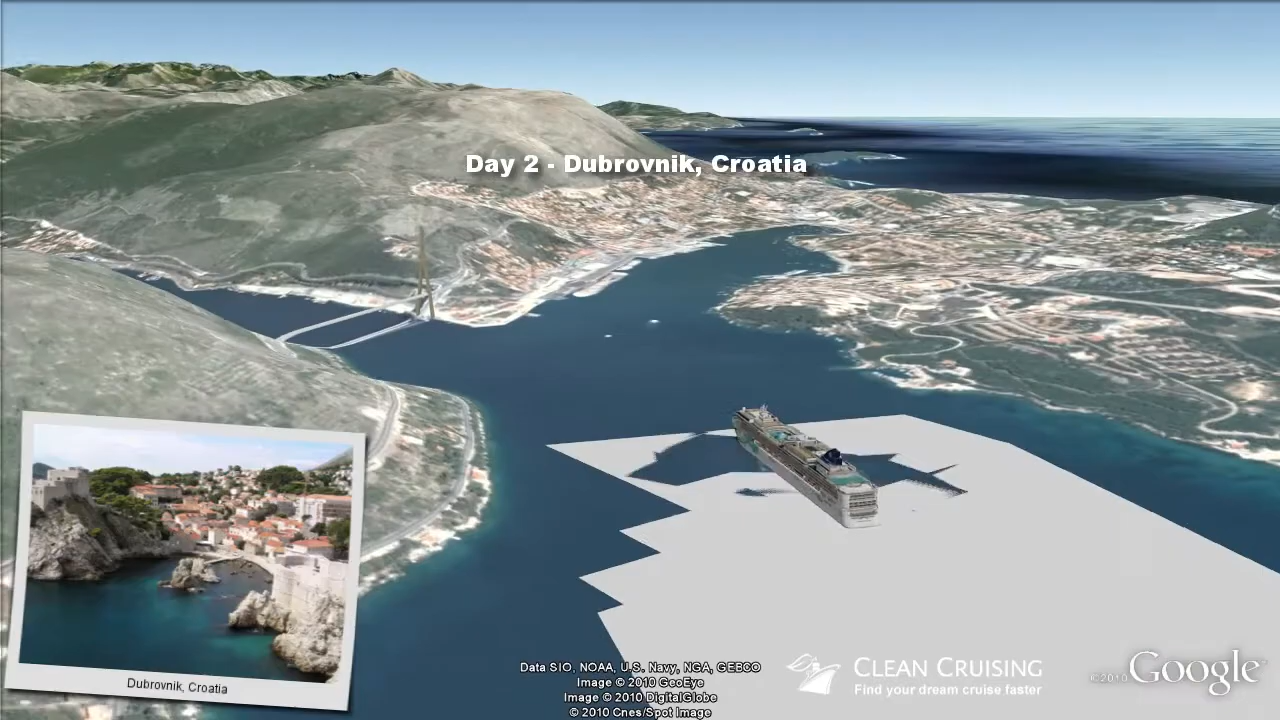 Day 2 - Dubrovnik, Croatia
Dubrovnik, Croatia
Data SIO, NOAA, U.S. Navy, NGA, GEBCO
Image © 2010 GeoEye
Image © 2010 DigitalGlobe
© 2010 Cnes/Spot Image
CLEAN CRUISING
Find your dream cruise faster
©2010 Google